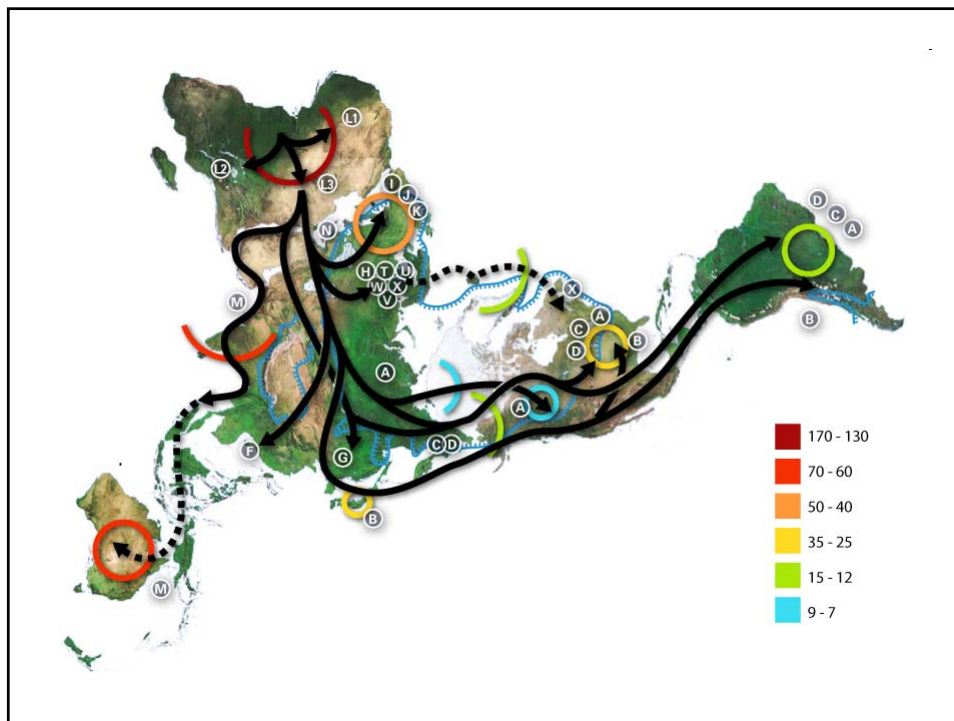 L1
L2
L3
I
J
K
N
H T U
W X
V
M
D
C
A
X
A
C
B
D
B
A
A
C D
F
G
B
M
170 - 130
70 - 60
50 - 40
35 - 25
15 - 12
9 - 7